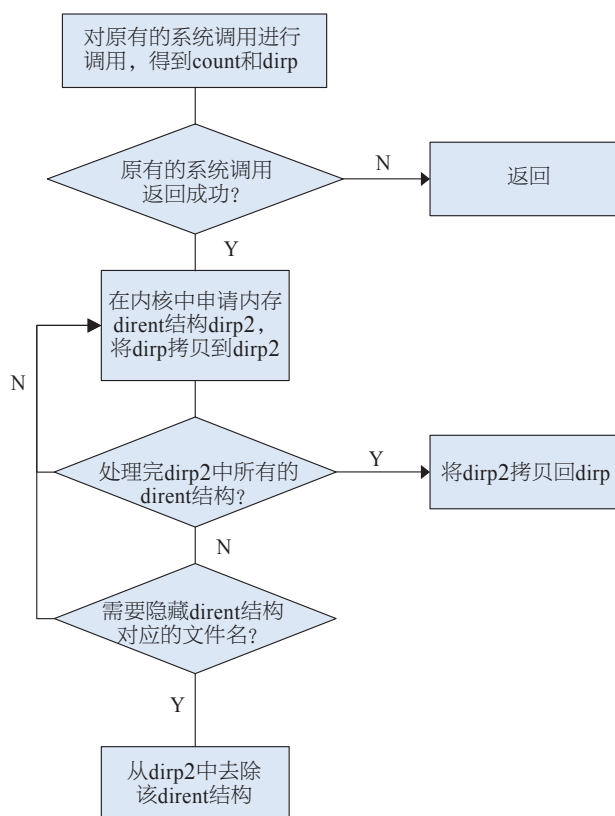 对原有的系统调用进行
调用，得到count和dirp
原有的系统调用
返回成功？
N
返回
Y
在内核中申请内存
dirent结构dirp2，
将dirp拷贝到dirp2
N
处理完dirp2中所有的
dirent结构？
Y
将dirp2拷贝回dirp
N
需要隐藏dirent结构
对应的文件名？
Y
从dirp2中去除
该dirent结构